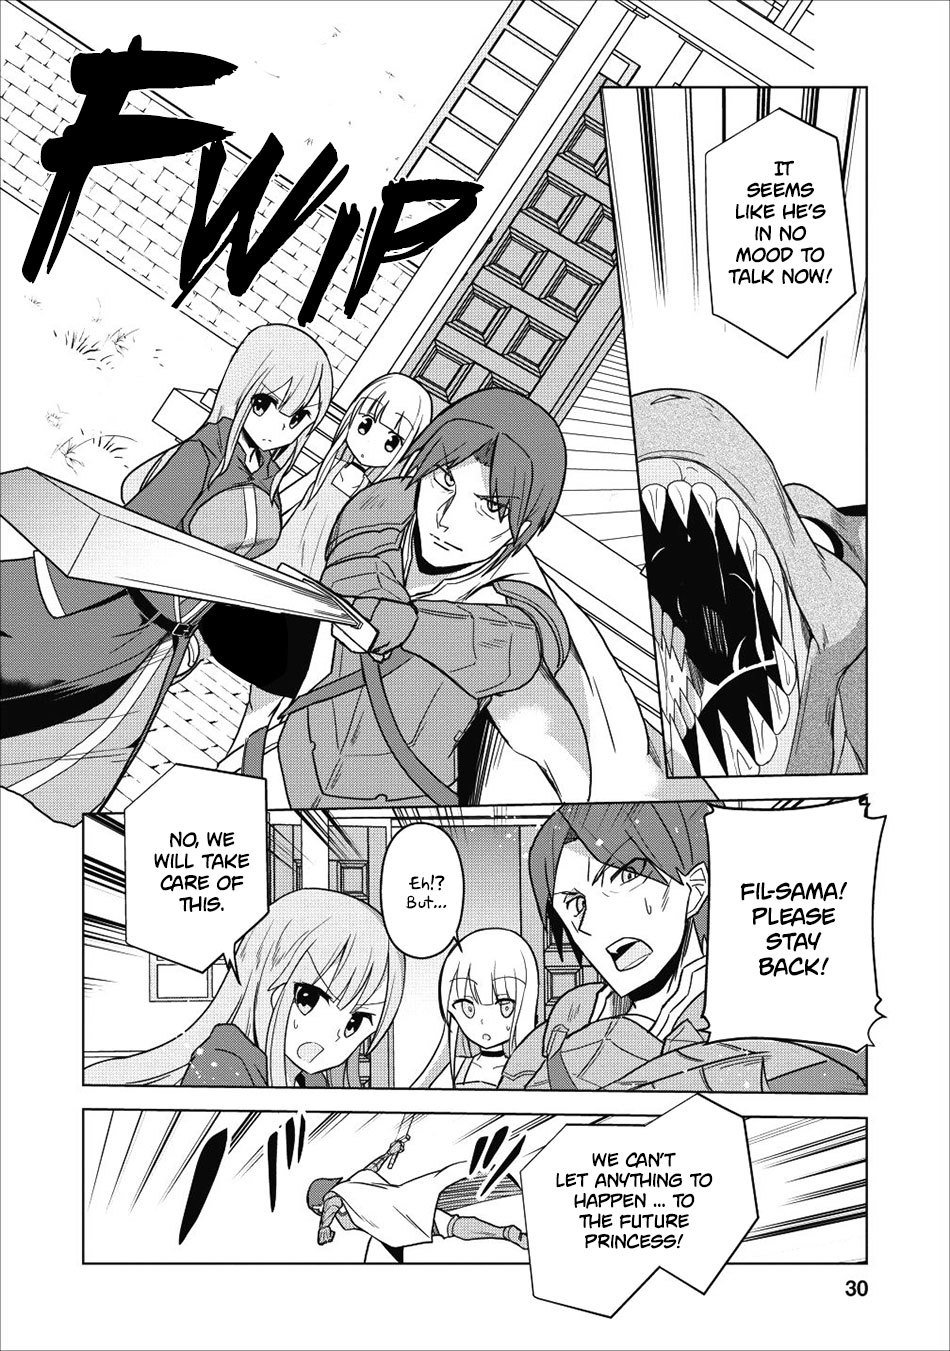 IT
SEEMS
LIKE HE'S
IN NO
MOOD TO
TALK NOW!
FWIP
FIL-SAMA!
PLEASE
STAY
BACK!
Eh!?
But...
NO, WE
WILL TAKE
CARE OF
THIS.
WE CAN'T
LET ANYTHING TO
HAPPEN ... TO
THE FUTURE
PRINCESS!
30